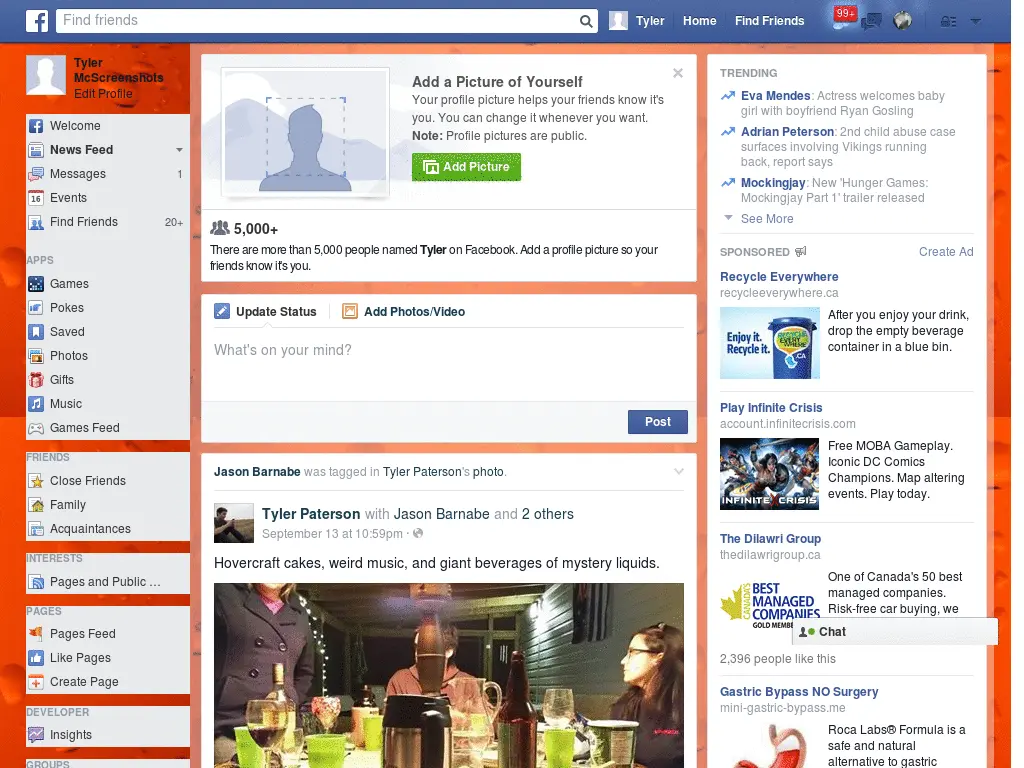 Find friends
Tyler
Home
Find Friends
99+
Tyler
McScreenshots
Edit Profile
Welcome
News Feed
Messages 1
16 Events
Find Friends 20+
APPS
Games
Pokes
Saved
Photos
Gifts
Music
Games Feed
FRIENDS
Close Friends
Family
Acquaintances
INTERESTS
Pages and Public ...
PAGES
Pages Feed
Like Pages
Create Page
DEVELOPER
Insights
GROUPS
Add a Picture of Yourself
Your profile picture helps your friends know it's
you. You can change it whenever you want.
Note: Profile pictures are public.
Add Picture
5,000+
There are more than 5,000 people named Tyler on Facebook. Add a profile picture so your
friends know it's you.
Update Status
Add Photos/Video
What's on your mind?
Post
Jason Barnabe was tagged in Tyler Paterson's photo.
Tyler Paterson with Jason Barnabe and 2 others
September 13 at 10:59pm ·
Hovercraft cakes, weird music, and giant beverages of mystery liquids.
TRENDING
Eva Mendes: Actress welcomes baby
girl with boyfriend Ryan Gosling
Adrian Peterson: 2nd child abuse case
surfaces involving Vikings running
back, report says
Mockingjay: New 'Hunger Games:
Mockingjay Part 1' trailer released
See More
SPONSORED
Create Ad
Recycle Everywhere
recycleeverywhere.ca
Enjoy it.
Recycle it.
RECYCLE
EVERY
WHERE
.CA
After you enjoy your drink,
drop the empty beverage
container in a blue bin.
Play Infinite Crisis
account.infinitecrisis.com
INFINITE CRISIS
Free MOBA Gameplay.
Iconic DC Comics
Champions. Map altering
events. Play today.
The Dilawri Group
thedilawrigroup.ca
CANADA'S
BEST
MANAGED
COMPANIES
GOLD MEMB
One of Canada's 50 best
managed companies.
Risk-free car buying, we
Chat
2,396 people like this
Gastric Bypass NO Surgery
mini-gastric-bypass.me
Roca Labs® Formula is a
safe and natural
alternative to gastric